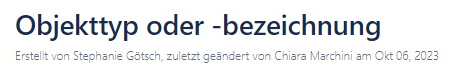 Objekttyp oder -bezeichnung
Erstellt von Stephanie Götsch, zuletzt geändert von Chiara Marchini am Okt 06, 2023